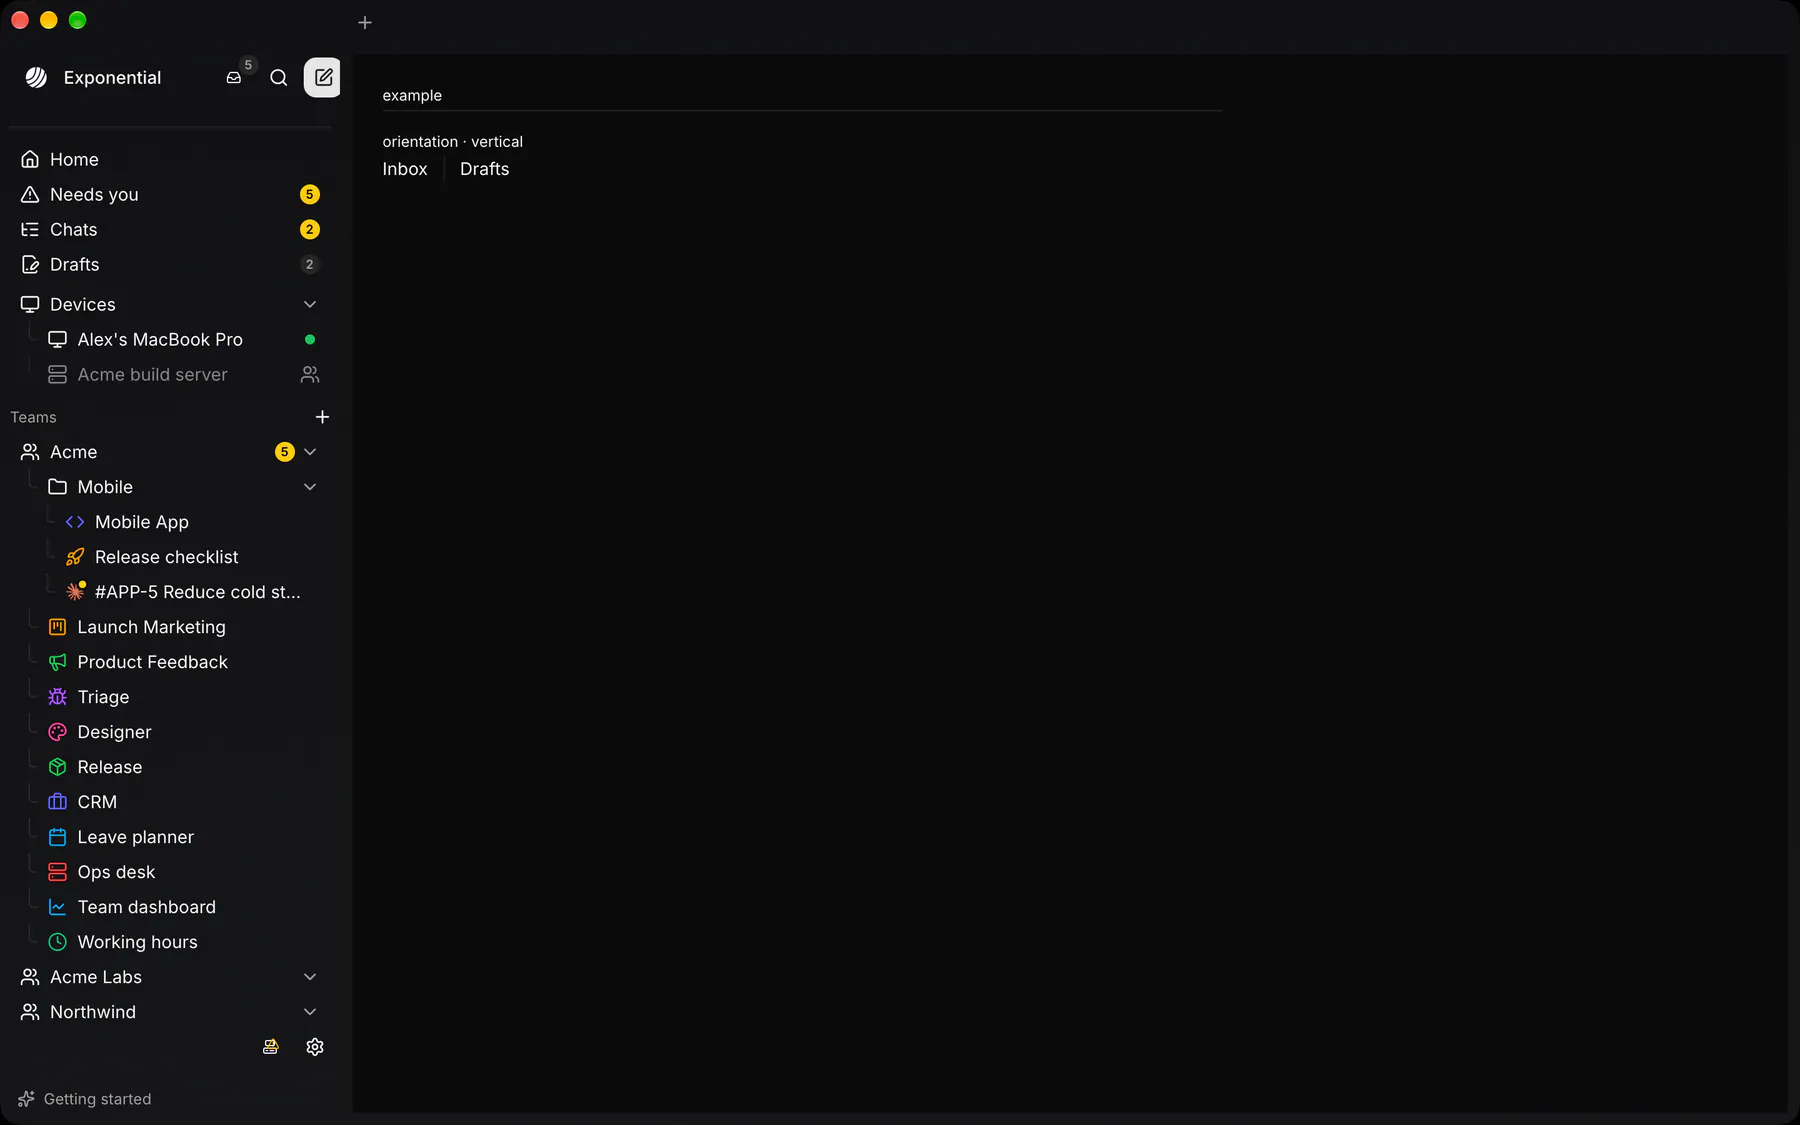 Exponential
5
Home
Needs you 5
Chats 2
Drafts 2
Devices
Alex's MacBook Pro
Acme build server
Teams
Acme 5
Mobile
Mobile App
Release checklist
#APP-5 Reduce cold st...
Launch Marketing
Product Feedback
Triage
Designer
Release
CRM
Leave planner
Ops desk
Team dashboard
Working hours
Acme Labs
Northwind
Getting started
example
orientation · vertical
Inbox Drafts